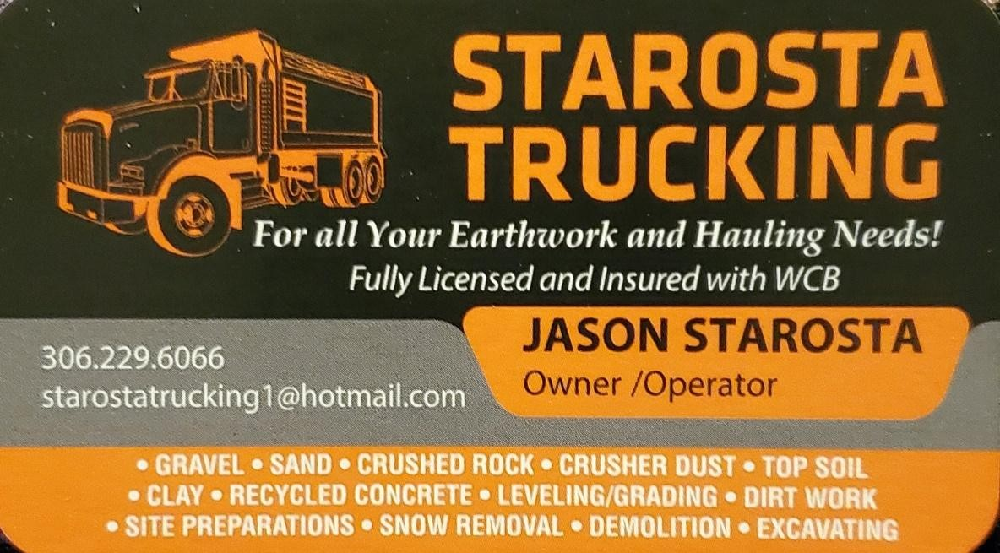 STAROSTA
TRUCKING
For all Your Earthwork and Hauling Needs!
Fully Licensed and Insured with WCB
JASON STAROSTA
Owner /Operator
306.229.6066
starostatrucking1@hotmail.com
• GRAVEL • SAND • CRUSHED ROCK • CRUSHER DUST • TOP SOIL
• CLAY • RECYCLED CONCRETE • LEVELING/GRADING • DIRT WORK
• SITE PREPARATIONS • SNOW REMOVAL • DEMOLITION • EXCAVATING